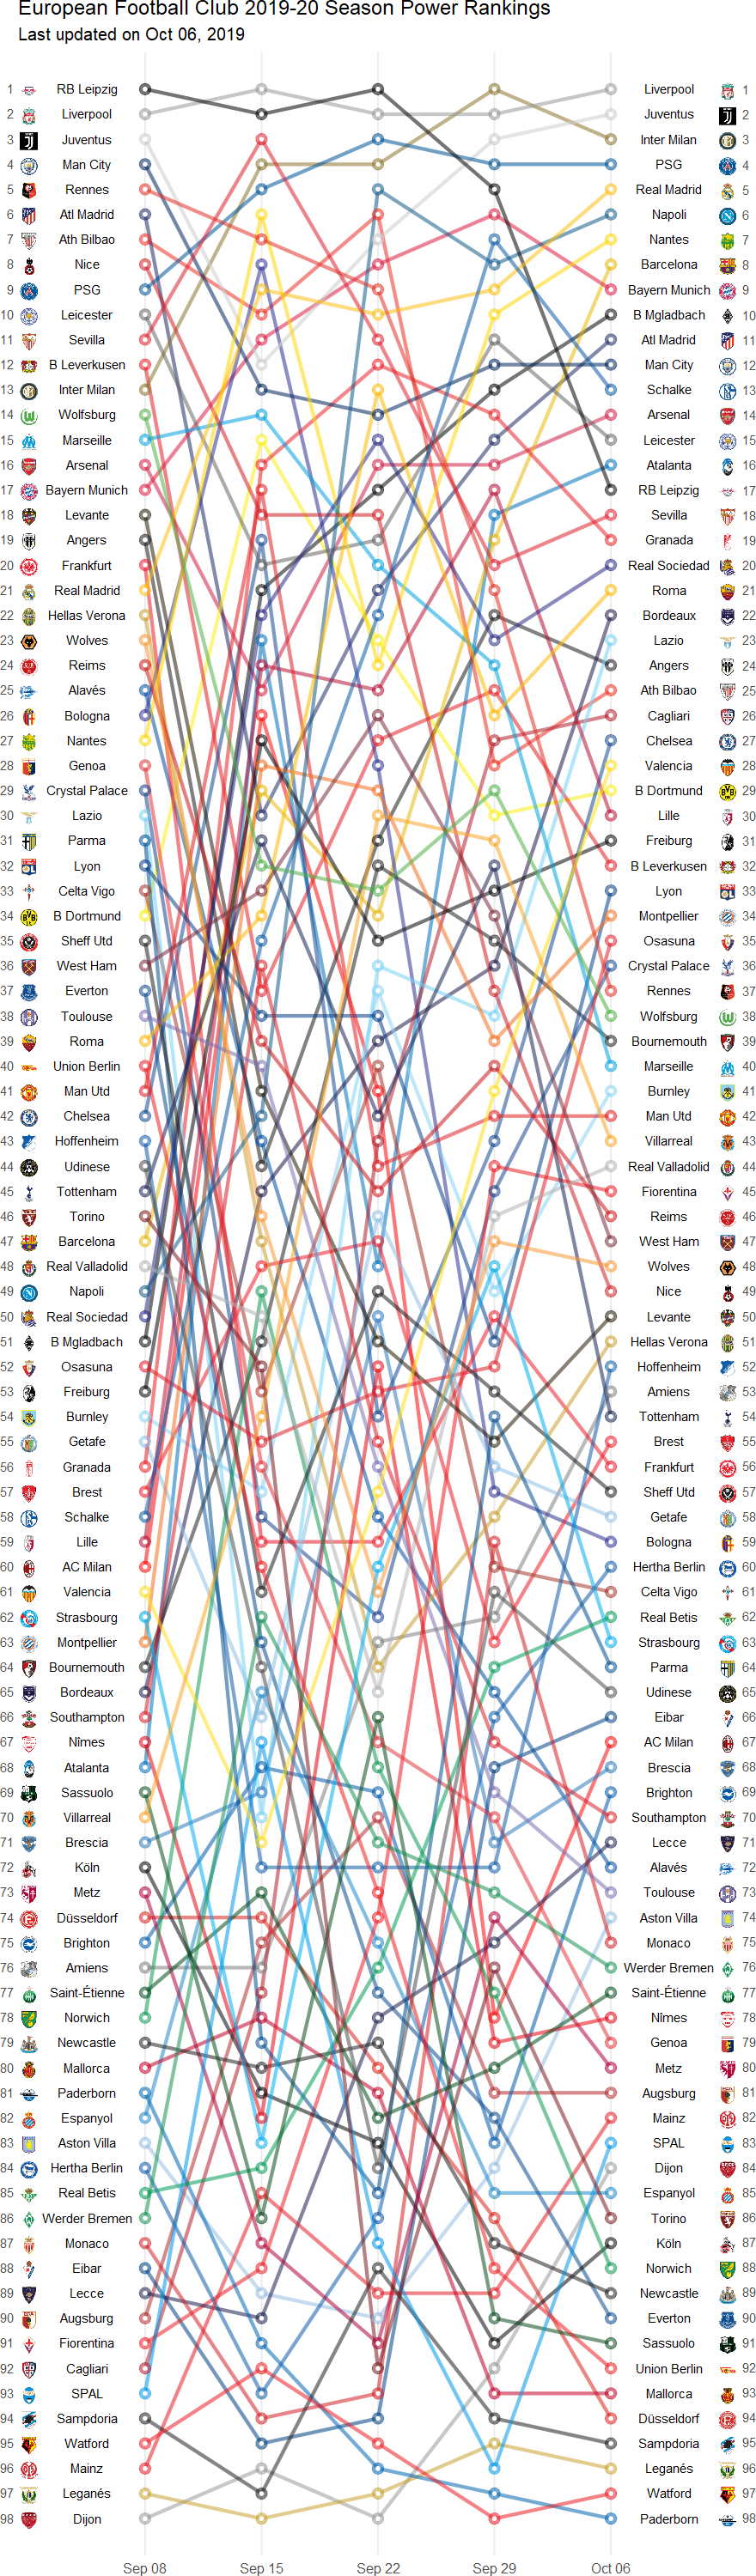 European Football Club 2019-20 Season Power Rankings
Last updated on Oct 06, 2019
1 RB Leipzig Liverpool 1
2 Liverpool Juventus 2
3 Juventus Inter Milan 3
4 Man City PSG 4
5 Rennes Real Madrid 5
6 Atl Madrid Napoli 6
7 Ath Bilbao Nantes 7
8 Nice Barcelona 8
9 PSG Bayern Munich 9
10 Leicester B Mgladbach 10
11 Sevilla Atl Madrid 11
12 B Leverkusen Man City 12
13 Inter Milan Schalke 13
14 Wolfsburg Arsenal 14
15 Marseille Leicester 15
16 Arsenal Atalanta 16
17 Bayern Munich RB Leipzig 17
18 Levante Sevilla 18
19 Angers Granada 19
20 Frankfurt Real Sociedad 20
21 Real Madrid Roma 21
22 Hellas Verona Bordeaux 22
23 Wolves Lazio 23
24 Reims Angers 24
25 Alavés Ath Bilbao 25
26 Bologna Cagliari 26
27 Nantes Chelsea 27
28 Genoa Valencia 28
29 Crystal Palace B Dortmund 29
30 Lazio Lille 30
31 Parma Freiburg 31
32 Lyon B Leverkusen 32
33 Celta Vigo Lyon 33
34 B Dortmund Montpellier 34
35 Sheff Utd Osasuna 35
36 West Ham Crystal Palace 36
37 Everton Rennes 37
38 Toulouse Wolfsburg 38
39 Roma Bournemouth 39
40 Union Berlin Marseille 40
41 Man Utd Burnley 41
42 Chelsea Man Utd 42
43 Hoffenheim Villarreal 43
44 Udinese Real Valladolid 44
45 Tottenham Fiorentina 45
46 Torino Reims 46
47 Barcelona West Ham 47
48 Real Valladolid Wolves 48
49 Napoli Nice 49
50 Real Sociedad Levante 50
51 B Mgladbach Hellas Verona 51
52 Osasuna Hoffenheim 52
53 Freiburg Amiens 53
54 Burnley Tottenham 54
55 Getafe Brest 55
56 Granada Frankfurt 56
57 Brest Sheff Utd 57
58 Schalke Getafe 58
59 Lille Bologna 59
60 AC Milan Hertha Berlin 60
61 Valencia Celta Vigo 61
62 Strasbourg Real Betis 62
63 Montpellier Strasbourg 63
64 Bournemouth Parma 64
65 Bordeaux Udinese 65
66 Southampton Eibar 66
67 Nîmes AC Milan 67
68 Atalanta Brescia 68
69 Sassuolo Brighton 69
70 Villarreal Southampton 70
71 Brescia Lecce 71
72 Köln Alavés 72
73 Metz Toulouse 73
74 Düsseldorf Aston Villa 74
75 Brighton Monaco 75
76 Amiens Werder Bremen 76
77 Saint-Étienne Saint-Étienne 77
78 Norwich Nîmes 78
79 Newcastle Genoa 79
80 Mallorca Metz 80
81 Paderborn Augsburg 81
82 Espanyol Mainz 82
83 Aston Villa SPAL 83
84 Hertha Berlin Dijon 84
85 Real Betis Espanyol 85
86 Werder Bremen Torino 86
87 Monaco Köln 87
88 Eibar Norwich 88
89 Lecce Newcastle 89
90 Augsburg Everton 90
91 Fiorentina Sassuolo 91
92 Cagliari Union Berlin 92
93 SPAL Mallorca 93
94 Sampdoria Düsseldorf 94
95 Watford Sampdoria 95
96 Mainz Leganés 96
97 Leganés Watford 97
98 Dijon Paderborn 98
Sep 08 Sep 15 Sep 22 Sep 29 Oct 06